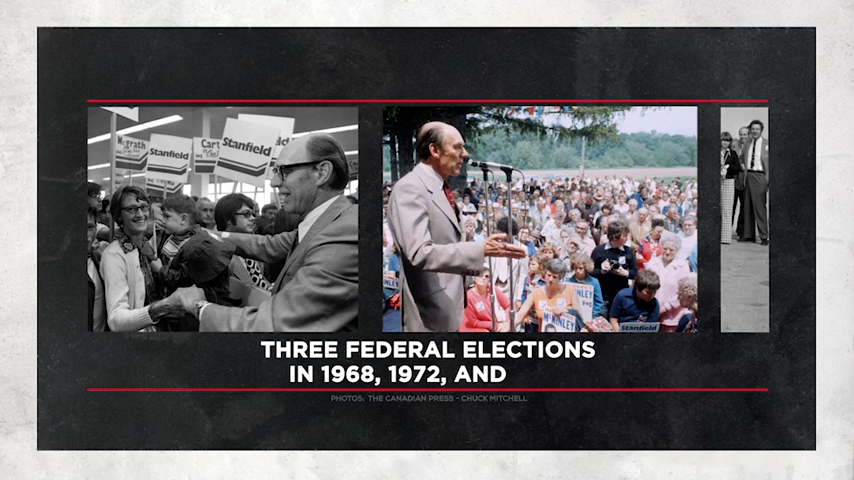 Mcgrath
Stanfield
Cart
Stanfield
McKINLEY
Stanfield
THREE FEDERAL ELECTIONS
IN 1968, 1972, AND
PHOTOS: THE CANADIAN PRESS - CHUCK MITCHELL